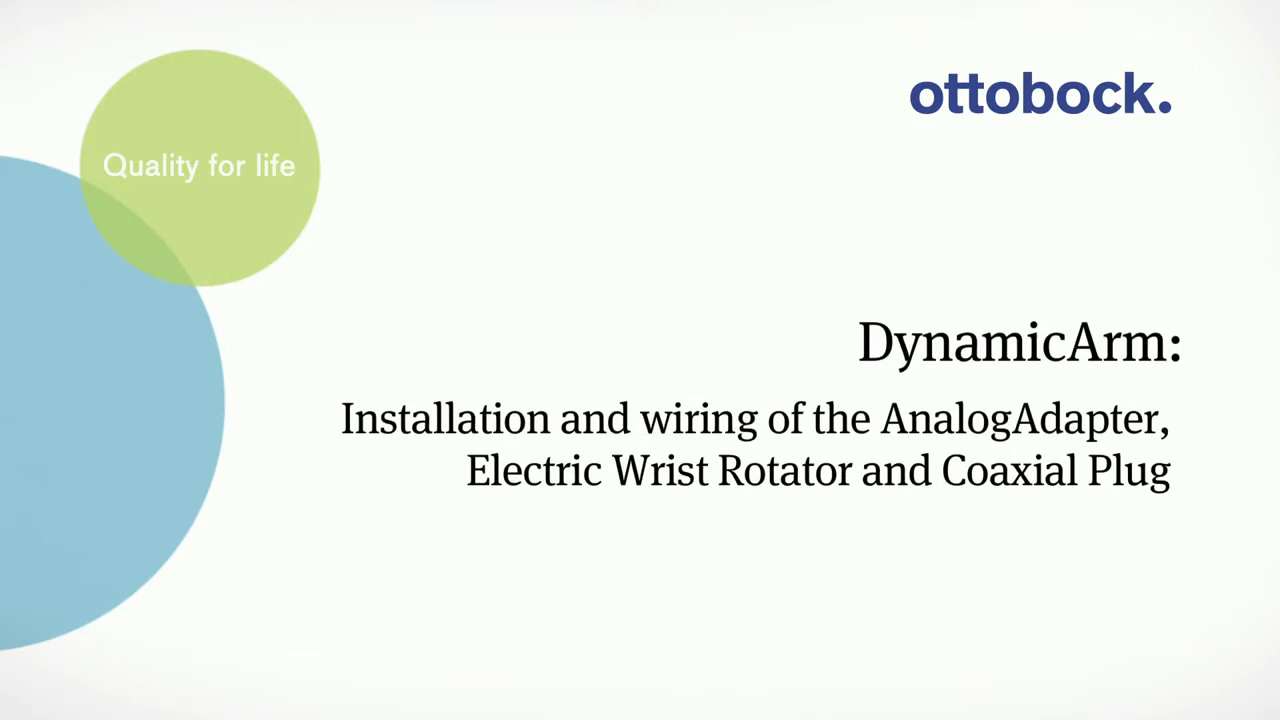 ottobock.
Quality for life
DynamicArm:
Installation and wiring of the AnalogAdapter,
Electric Wrist Rotator and Coaxial Plug